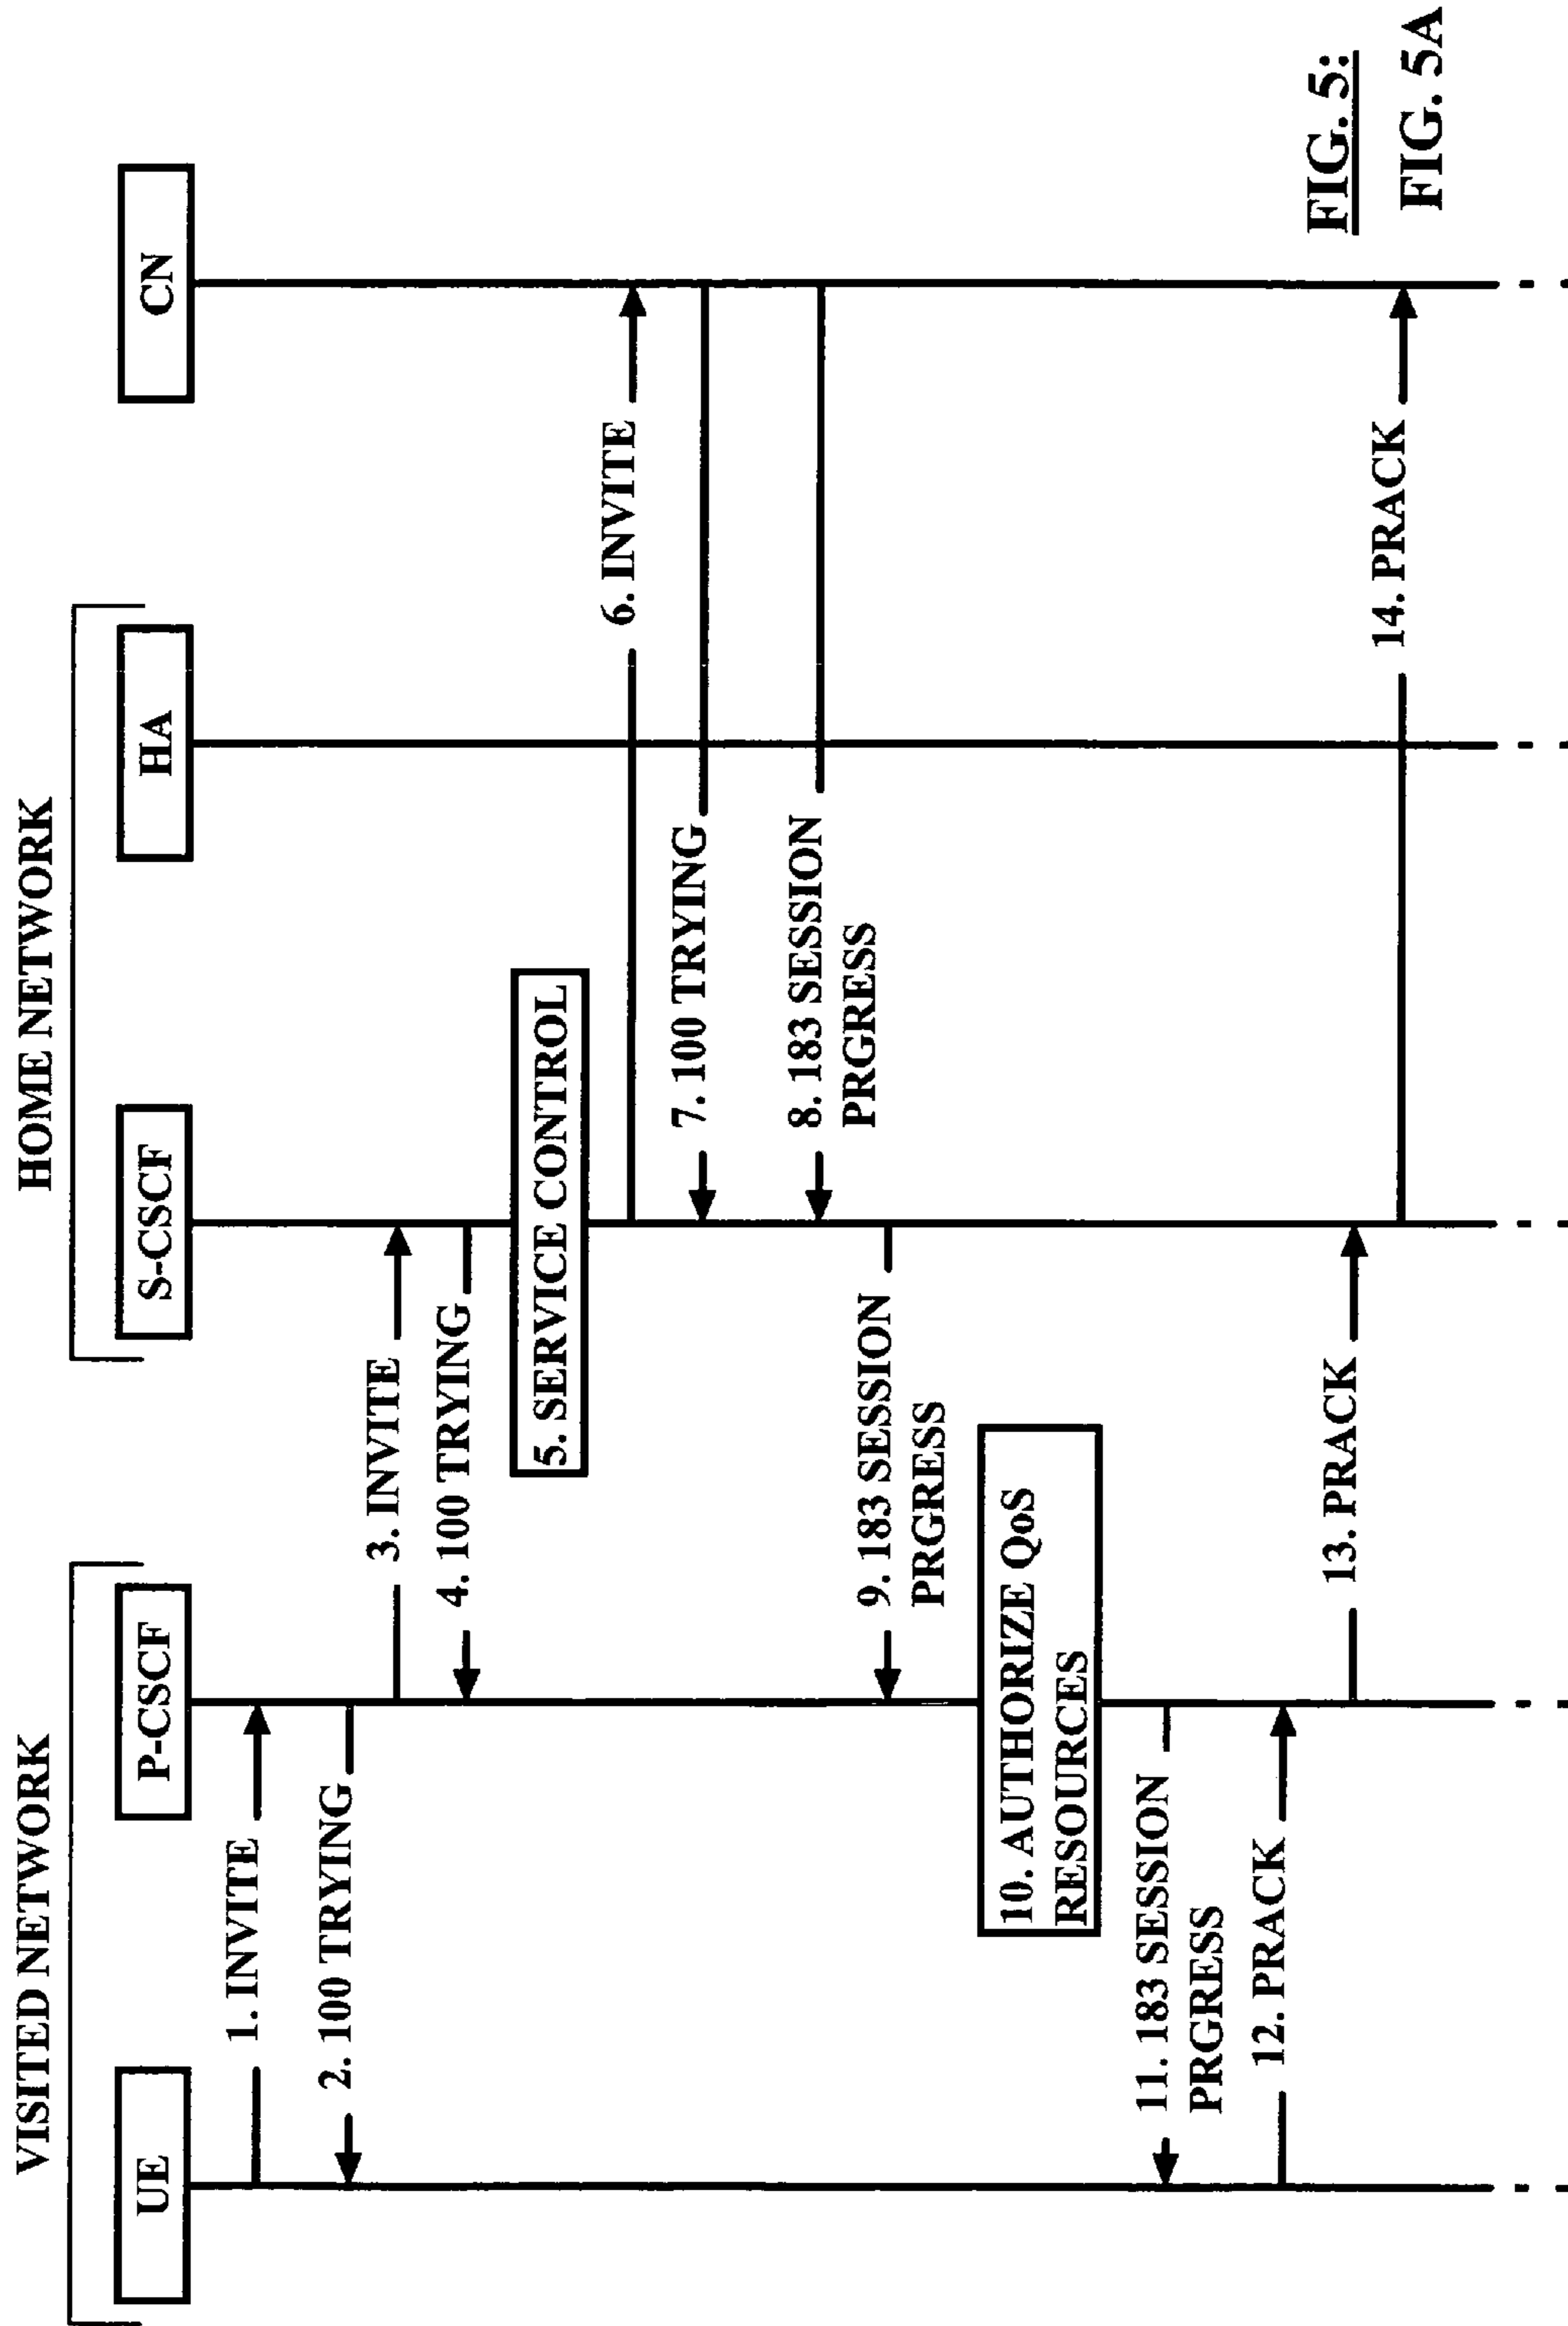 VISITED NETWORK
HOME NETWORK
UE
P-CSCF
S-CSCF
HA
CN
1. INVITE
2. 100 TRYING
3. INVITE
4. 100 TRYING
5. SERVICE CONTROL
6. INVITE
7. 100 TRYING
8. 183 SESSION
PRGRESS
9. 183 SESSION
PRGRESS
10. AUTHORIZE QoS
RESOURCES
11. 183 SESSION
PRGRESS
12. PRACK
13. PRACK
14. PRACK
FIG. 5:
FIG. 5A